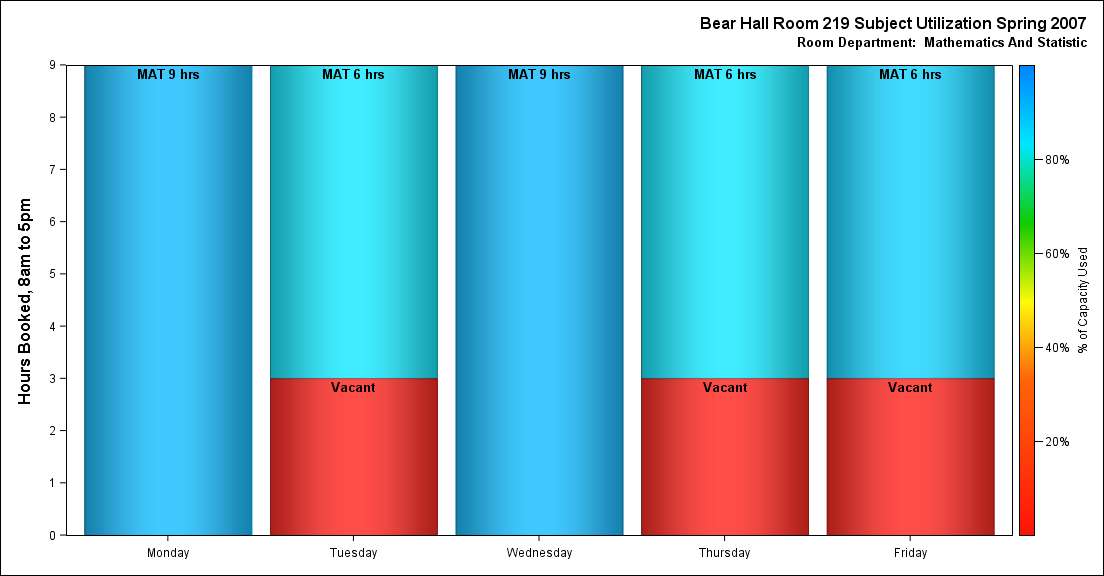 Bear Hall Room 219 Subject Utilization Spring 2007
Room Department:  Mathematics And Statistic
Hours Booked, 8am to 5pm
9
8
7
6
5
4
3
2
1
0
MAT 9 hrs
MAT 6 hrs
MAT 9 hrs
MAT 6 hrs
MAT 6 hrs
Vacant
Vacant
Vacant
Monday
Tuesday
Wednesday
Thursday
Friday
80%
60%
40%
20%
% of Capacity Used